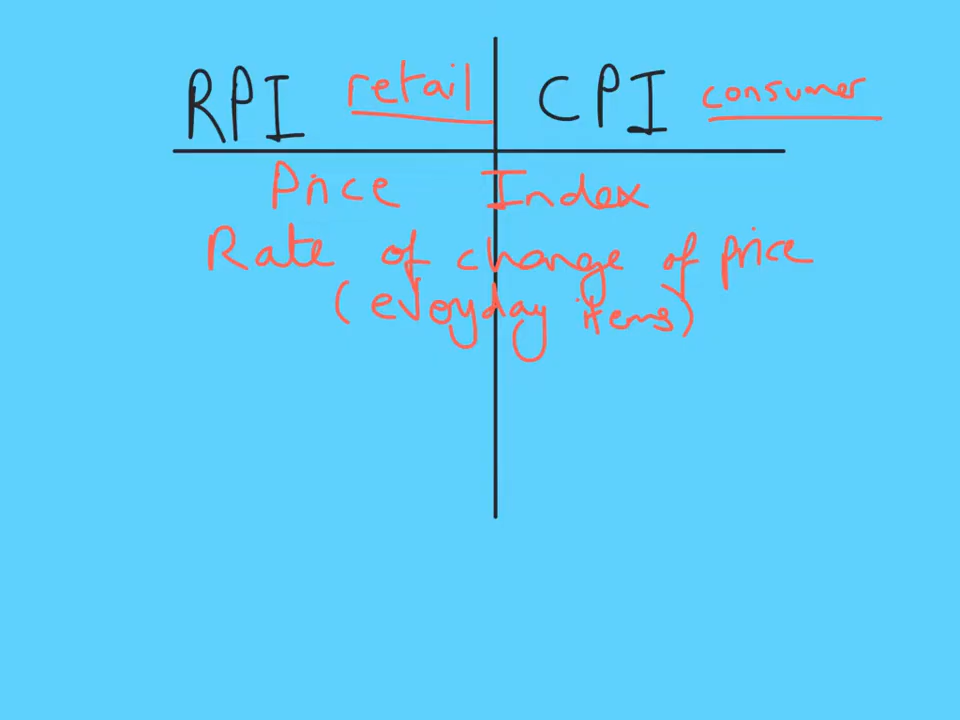 RPI retail CPI consumer
Price Index
Rate of change of price
(everyday items)